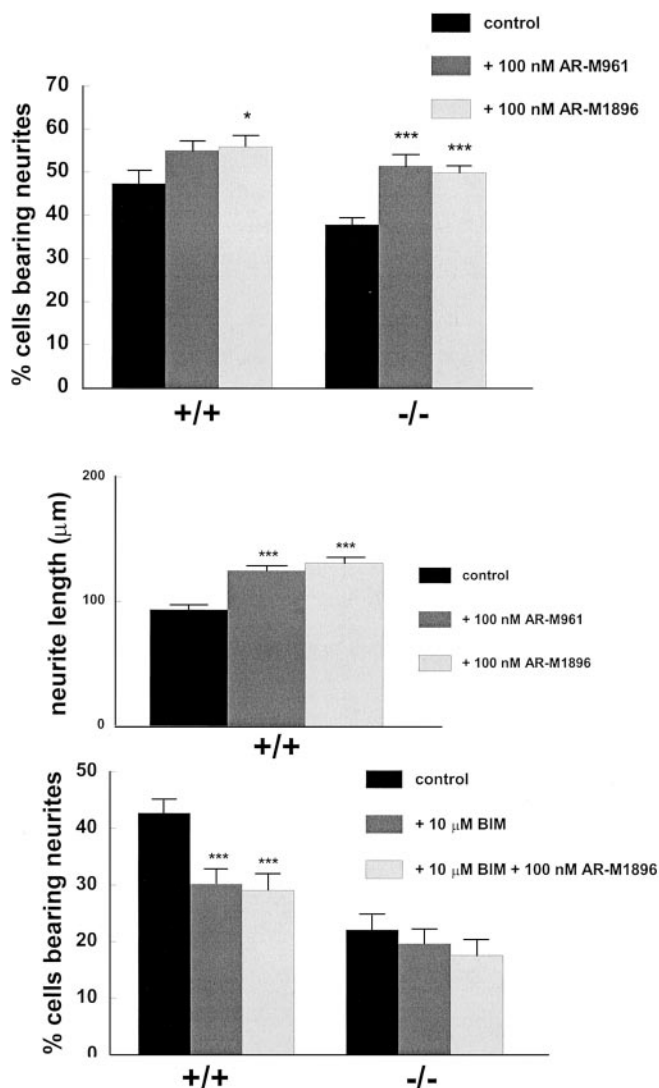 control
+ 100 nM AR-M961
+ 100 nM AR-M1896
% cells bearing neurites
70
60
50
40
30
20
10
0
*
***
***
+/+
-/-
neurite length (μm)
200
100
0
***
***
control
+ 100 nM AR-M961
+ 100 nM AR-M1896
+/+
% cells bearing neurites
50
40
30
20
10
0
***
***
control
+ 10 μM BIM
+ 10 μM BIM + 100 nM AR-M1896
+/+
-/-